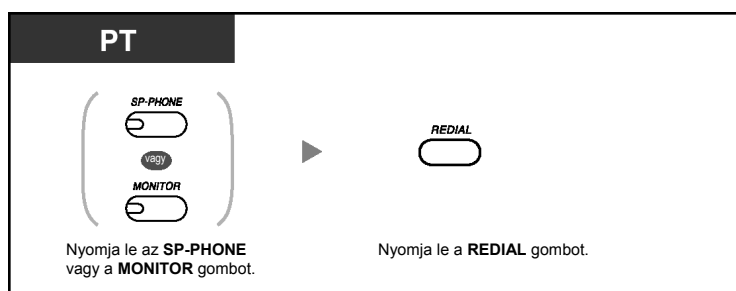 PT
SP-PHONE
vagy
MONITOR
REDIAL
Nyomja le az SP-PHONE
vagy a MONITOR gombot.
Nyomja le a REDIAL gombot.